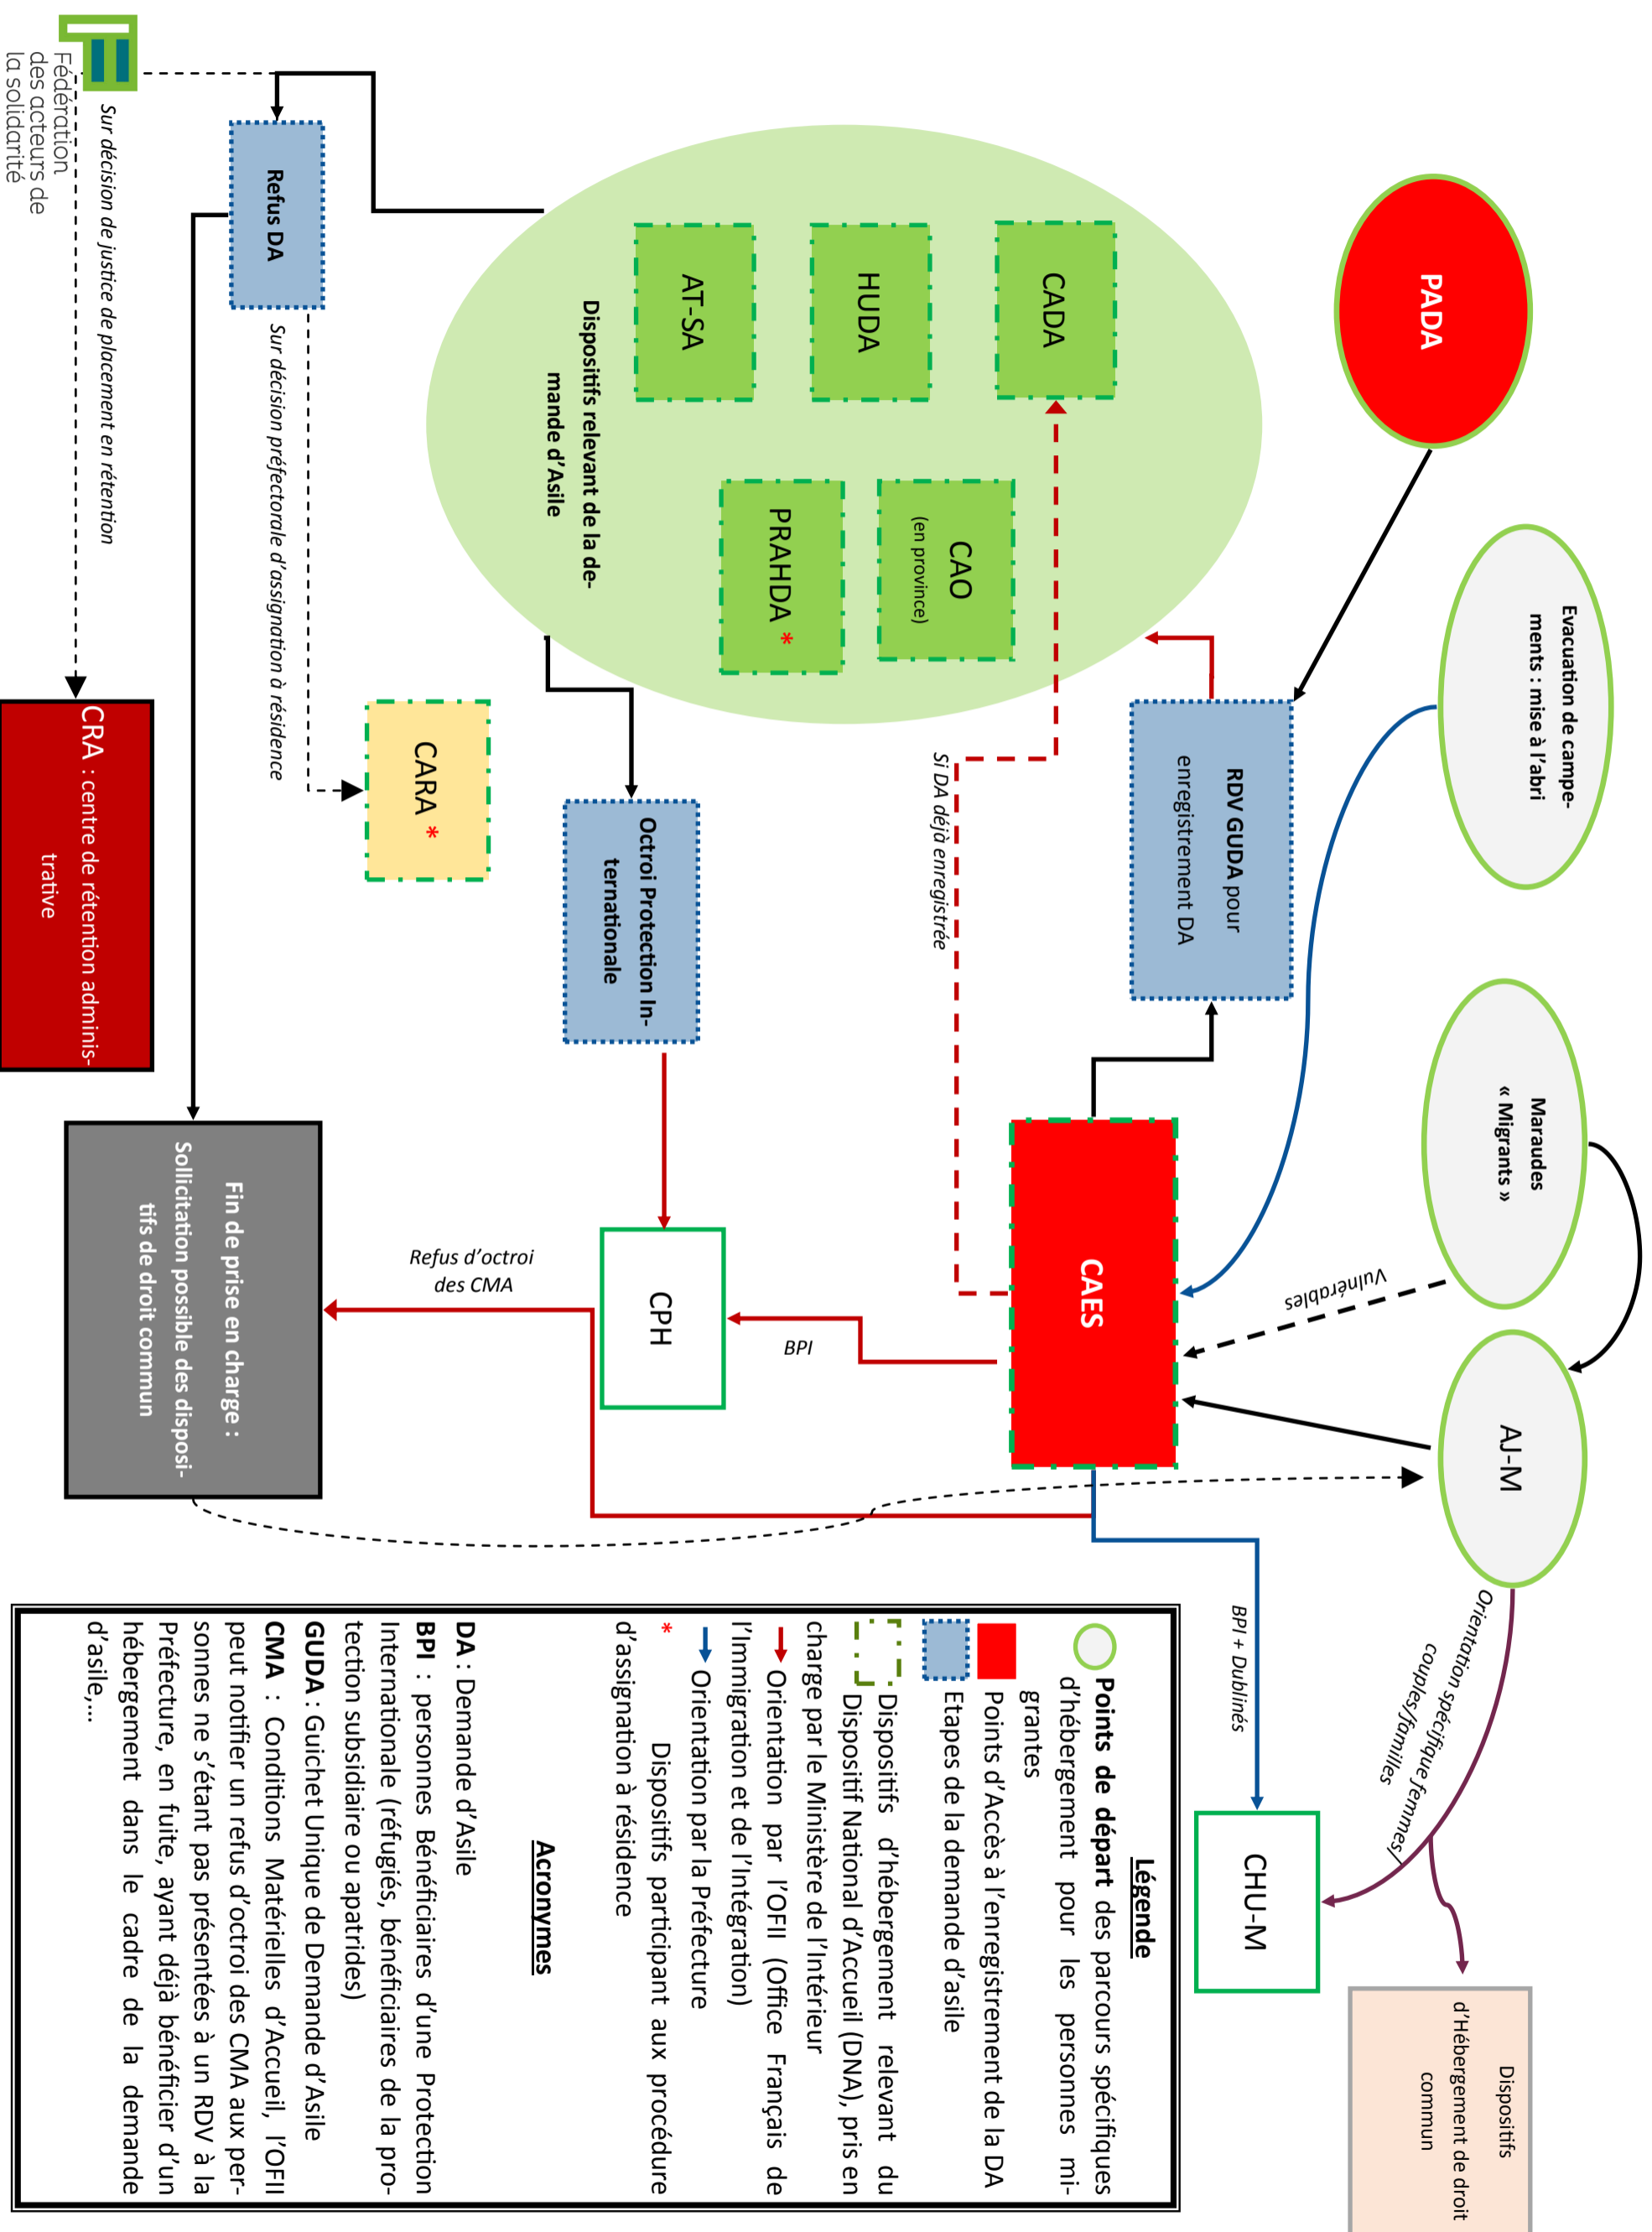 PADA
Evacuation de campe-
ments : mise à l'abri
Maraudes
« Migrants »
AJ-M
Vulnérables
Orientation spécifique femmes/
couples/familles
Dispositifs
d'Hébergement de droit
commun
CHU-M
BPI + Dublinés
RDV GUDA pour
enregistrement DA
CAES
Si DA déjà enregistrée
BPI
CADA
HUDA
AT-SA
CAO
(en province)
PRAHDA *
Dispositifs relevant de la de-
mande d'Asile
Octroi Protection In-
ternationale
CPH
Refus d'octroi
des CMA
CARA *
Refus DA
Sur décision préfectorale d'assignation à résidence
Sur décision de justice de placement en rétention
CRA : centre de rétention adminis-
trative
Fin de prise en charge :
Sollicitation possible des disposi-
tifs de droit commun
Fédération
des acteurs de
la solidarité
Légende
Points de départ des parcours spécifiques
d'hébergement pour les personnes mi-
grantes
Points d'Accès à l'enregistrement de la DA
Etapes de la demande d'asile
Dispositifs d'hébergement relevant du
Dispositif National d'Accueil (DNA), pris en
charge par le Ministère de l'Intérieur
Orientation par l'OFII (Office Français de
l'Immigration et de l'Intégration)
Orientation par la Préfecture
* Dispositifs participant aux procédure
d'assignation à résidence
Acronymes
DA : Demande d'Asile
BPI : personnes Bénéficiaires d'une Protection
Internationale (réfugiés, bénéficiaires de la pro-
tection subsidiaire ou apatrides)
GUDA : Guichet Unique de Demande d'Asile
CMA : Conditions Matérielles d'Accueil, l'OFII
peut notifier un refus d'octroi des CMA aux per-
sonnes ne s'étant pas présentées à un RDV à la
Préfecture, en fuite, ayant déjà bénéficier d'un
hébergement dans le cadre de la demande
d'asile,...